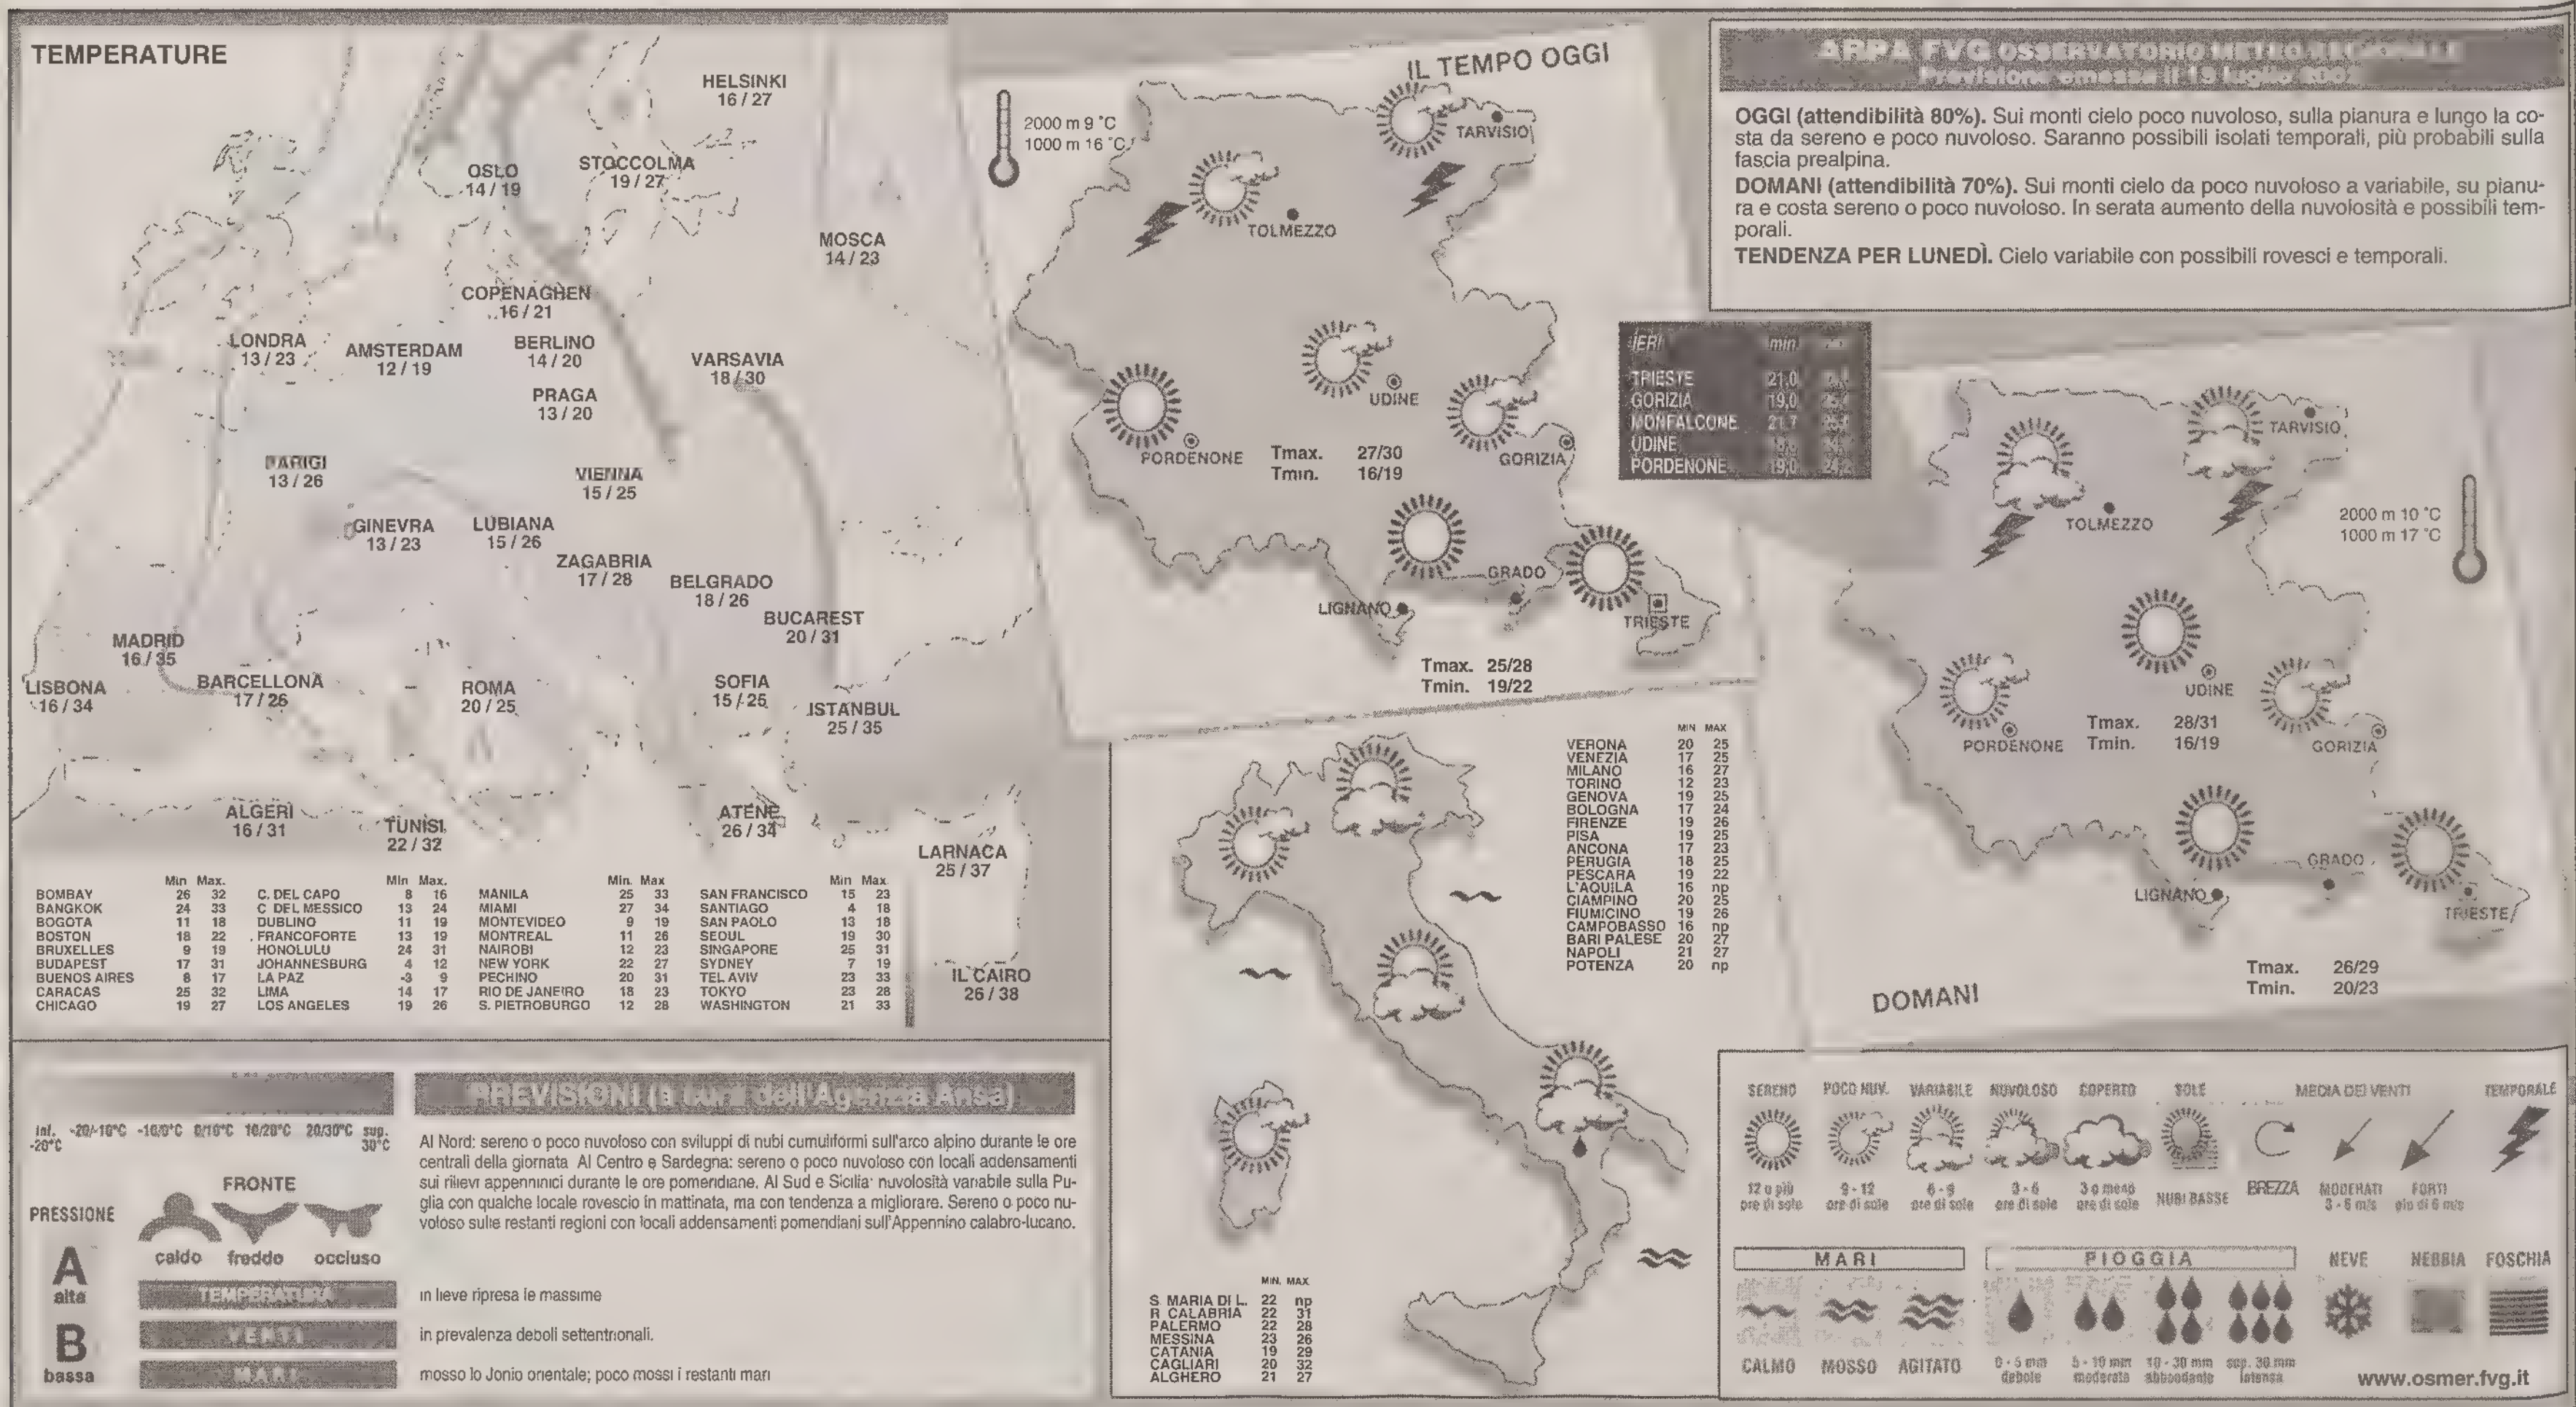 TEMPERATURE
HELSINKI
16 / 27
OSLO
14 / 19
STOCCOLMA
19 / 27
MOSCA
14 / 23
COPENAGHEN
16 / 21
LONDRA
13 / 23
AMSTERDAM
12 / 19
BERLINO
14 / 20
VARSAVIA
18 / 30
PRAGA
13 / 20
PARIGI
13 / 26
VIENNA
15 / 25
GINEVRA
13 / 23
LUBIANA
15 / 26
ZAGABRIA
17 / 28
BELGRADO
18 / 26
BUCAREST
20 / 31
MADRID
16 / 35
LISBONA
16 / 34
BARCELLONA
17 / 26
ROMA
20 / 25
SOFIA
15 / 25
ISTANBUL
25 / 35
ALGERI
16 / 31
TUNISI
22 / 32
ATENE
26 / 34
LARNACA
25 / 37
IL CAIRO
26 / 38
Min Max. Min Max. Min. Max Min Max
BOMBAY 26 32 C. DEL CAPO 8 16 MANILA 25 33 SAN FRANCISCO 15 23
BANGKOK 24 33 C DEL MESSICO 13 24 MIAMI 27 34 SANTIAGO 4 18
BOGOTA 11 18 DUBLINO 11 19 MONTEVIDEO 9 19 SAN PAOLO 13 18
BOSTON 18 22 FRANCOFORTE 13 19 MONTREAL 11 26 SEOUL 19 30
BRUXELLES 9 19 HONOLULU 24 31 NAIROBI 12 23 SINGAPORE 25 31
BUDAPEST 17 31 JOHANNESBURG 4 12 NEW YORK 22 27 SYDNEY 7 19
BUENOS AIRES 6 17 LA PAZ -3 9 PECHINO 20 31 TEL AVIV 23 33
CARACAS 25 32 LIMA 14 17 RIO DE JANEIRO 18 23 TOKYO 23 28
CHICAGO 19 27 LOS ANGELES 19 26 S. PIETROBURGO 12 28 WASHINGTON 21 33
inf. -20°C -20/-10°C -10/0°C 0/10°C 10/20°C 20/30°C sup. 30°C
FRONTE
PRESSIONE
caldo freddo occluso
A
alta
B
bassa
TEMPERATURA
VENTI
MARI
PREVISIONI (a cura dell'Agenzia Ansa)
Al Nord: sereno o poco nuvoloso con sviluppi di nubi cumuliformi sull'arco alpino durante le ore
centrali della giornata Al Centro e Sardegna: sereno o poco nuvoloso con locali addensamenti
sui rilievi appenninici durante le ore pomeridiane. Al Sud e Sicilia: nuvolosità variabile sulla Pu-
glia con qualche locale rovescio in mattinata, ma con tendenza a migliorare. Sereno o poco nu-
voloso sulle restanti regioni con locali addensamenti pomeridiani sull'Appennino calabro-lucano.
in lieve ripresa le massime
in prevalenza deboli settentrionali.
mosso lo Jonio orientale; poco mossi i restanti mari
IL TEMPO OGGI
2000 m 9 °C
1000 m 16 °C
TARVISIO
TOLMEZZO
UDINE
PORDENONE
GORIZIA
Tmax. 27/30
Tmin. 16/19
GRADO
LIGNANO
TRIESTE
Tmax. 25/28
Tmin. 19/22
ARPA FVG OSSERVATORIO METEO REGIONALE
Previsione emessa il 19 luglio
OGGI (attendibilità 80%). Sui monti cielo poco nuvoloso, sulla pianura e lungo la co-
sta da sereno e poco nuvoloso. Saranno possibili isolati temporali, più probabili sulla
fascia prealpina.
DOMANI (attendibilità 70%). Sui monti cielo da poco nuvoloso a variabile, su pianu-
ra e costa sereno o poco nuvoloso. In serata aumento della nuvolosità e possibili tem-
porali.
TENDENZA PER LUNEDÌ. Cielo variabile con possibili rovesci e temporali.
IERI min
TRIESTE 21,0
GORIZIA 19,0
MONFALCONE 21,7
UDINE
PORDENONE 19,0
TARVISIO
TOLMEZZO
2000 m 10 °C
1000 m 17 °C
UDINE
PORDENONE
GORIZIA
Tmax. 28/31
Tmin. 16/19
GRADO
LIGNANO
TRIESTE
Tmax. 26/29
Tmin. 20/23
DOMANI
MIN MAX
VERONA 20 25
VENEZIA 17 25
MILANO 16 27
TORINO 12 23
GENOVA 19 25
BOLOGNA 17 24
FIRENZE 19 26
PISA 19 25
ANCONA 17 23
PERUGIA 18 25
PESCARA 19 22
L'AQUILA 16 np
CIAMPINO 20 25
FIUMICINO 19 26
CAMPOBASSO 16 np
BARI PALESE 20 27
NAPOLI 21 27
POTENZA 20 np
MIN. MAX
S. MARIA DI L. 22 np
R CALABRIA 22 31
PALERMO 22 28
MESSINA 23 26
CATANIA 19 29
CAGLIARI 20 32
ALGHERO 21 27
SERENO POCO NUV. VARIABILE NUVOLOSO COPERTO SOLE MEDIA DEI VENTI TEMPORALE
12 o più ore di sole
9 - 12 ore di sole
6 - 9 ore di sole
3 - 6 ore di sole
3 o meno ore di sole
NUBI BASSE
BREZZA
MODERATI 3 - 6 m/s
FORTI più di 6 m/s
MARI PIOGGIA NEVE NEBBIA FOSCHIA
CALMO MOSSO AGITATO
0 - 5 mm debole
5 - 10 mm moderata
10 - 30 mm abbondante
sup. 30 mm intensa
www.osmer.fvg.it